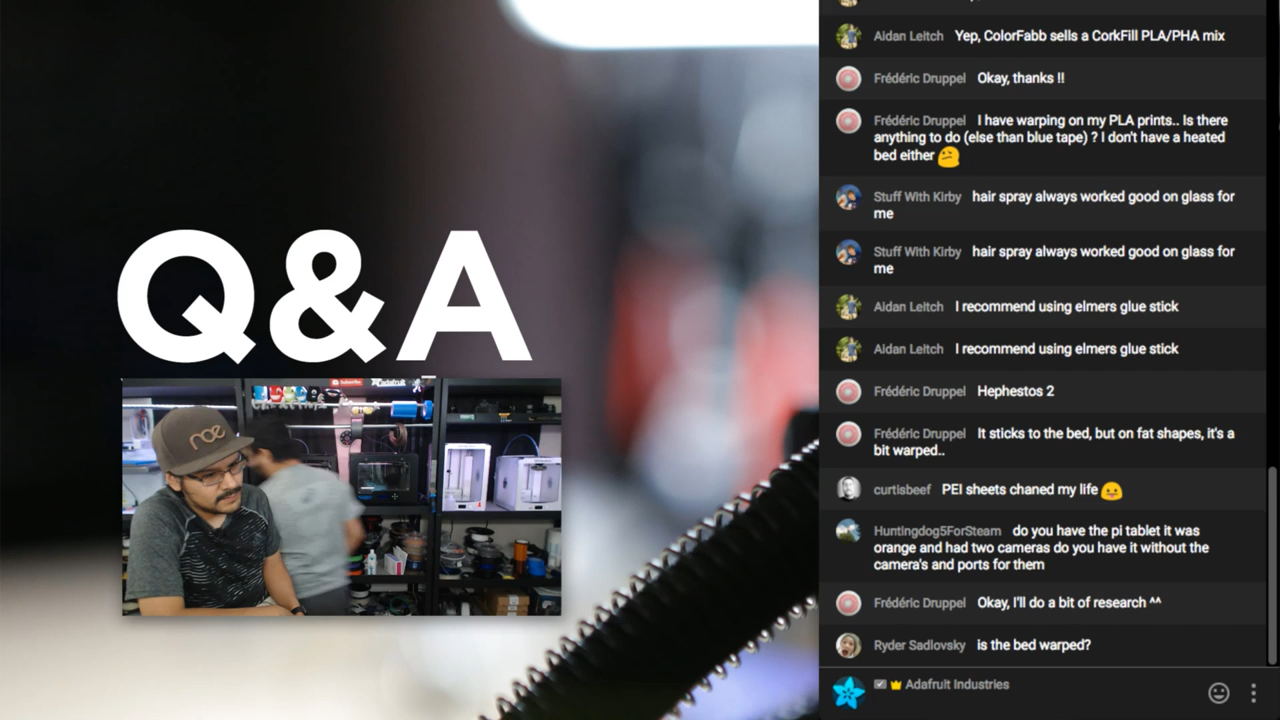 Q&A
noe
Subscribe
Adafruit
Aidan Leitch Yep, ColorFabb sells a CorkFill PLA/PHA mix
Frédéric Druppel Okay, thanks !!
Frédéric Druppel I have warping on my PLA prints.. Is there
anything to do (else than blue tape) ? I don't have a heated
bed either
Stuff With Kirby hair spray always worked good on glass for
me
Stuff With Kirby hair spray always worked good on glass for
me
Aidan Leitch I recommend using elmers glue stick
Aidan Leitch I recommend using elmers glue stick
Frédéric Druppel Hephestos 2
Frédéric Druppel It sticks to the bed, but on fat shapes, it's a
bit warped..
curtisbeef PEI sheets chaned my life
Huntingdog5ForSteam do you have the pi tablet it was
orange and had two cameras do you have it without the
camera's and ports for them
Frédéric Druppel Okay, I'll do a bit of research ^^
Ryder Sadlovsky is the bed warped?
Adafruit Industries